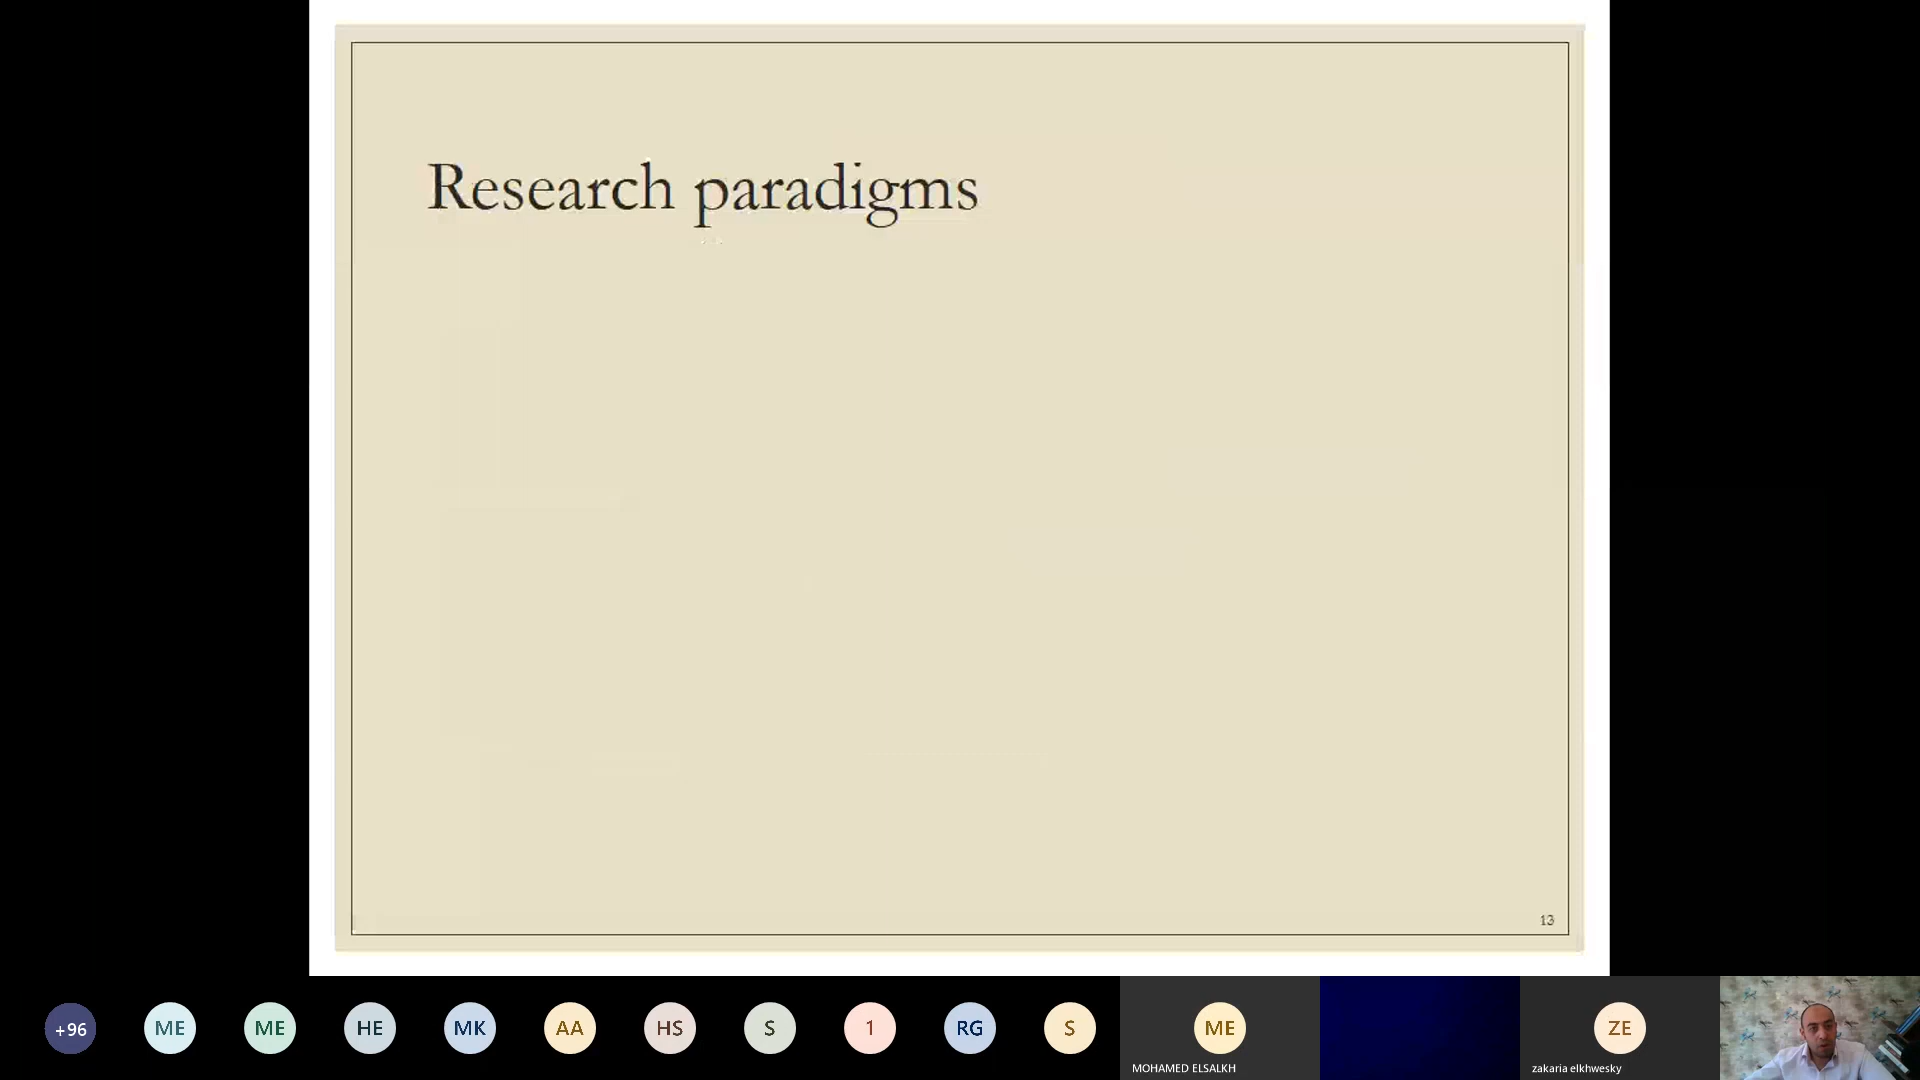 Research paradigms
13
+96
ME
ME
HE
MK
AA
HS
S
1
RG
S
ME
MOHAMED ELSALKH
ZE
zakaria elkhwesky